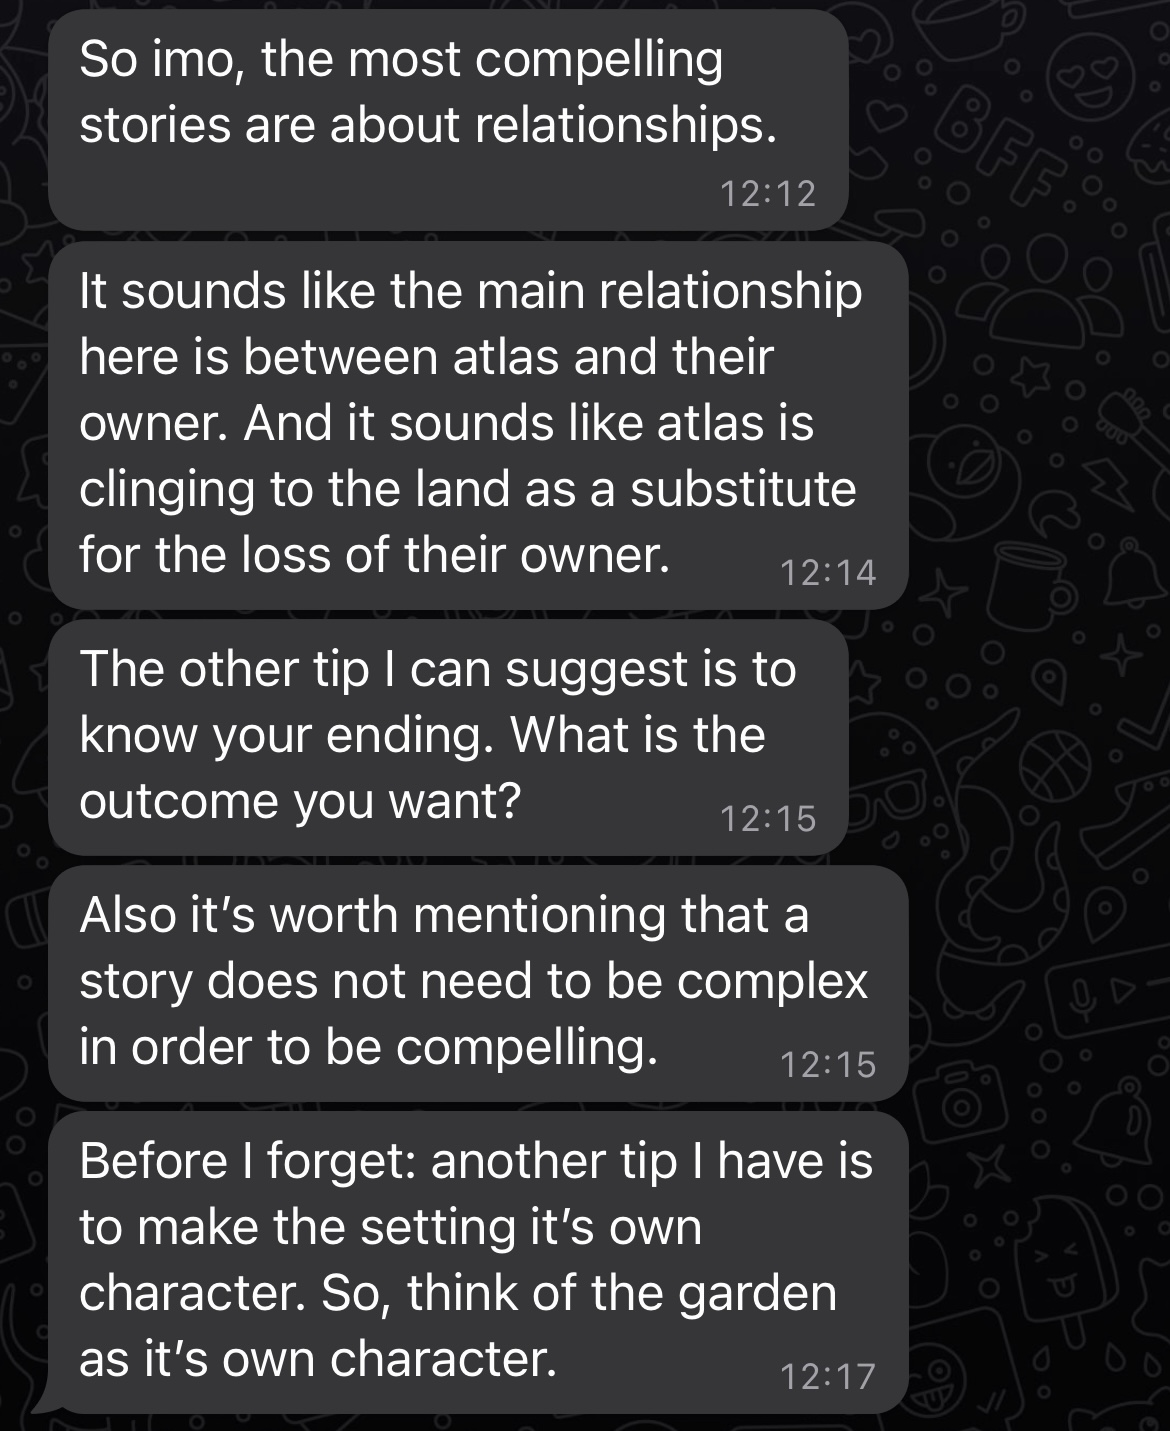 So imo, the most compelling
stories are about relationships.
12:12
It sounds like the main relationship
here is between atlas and their
owner. And it sounds like atlas is
clinging to the land as a substitute
for the loss of their owner.
12:14
The other tip I can suggest is to
know your ending. What is the
outcome you want?
12:15
Also it’s worth mentioning that a
story does not need to be complex
in order to be compelling.
12:15
Before I forget: another tip I have is
to make the setting it’s own
character. So, think of the garden
as it’s own character.
12:17
BFF